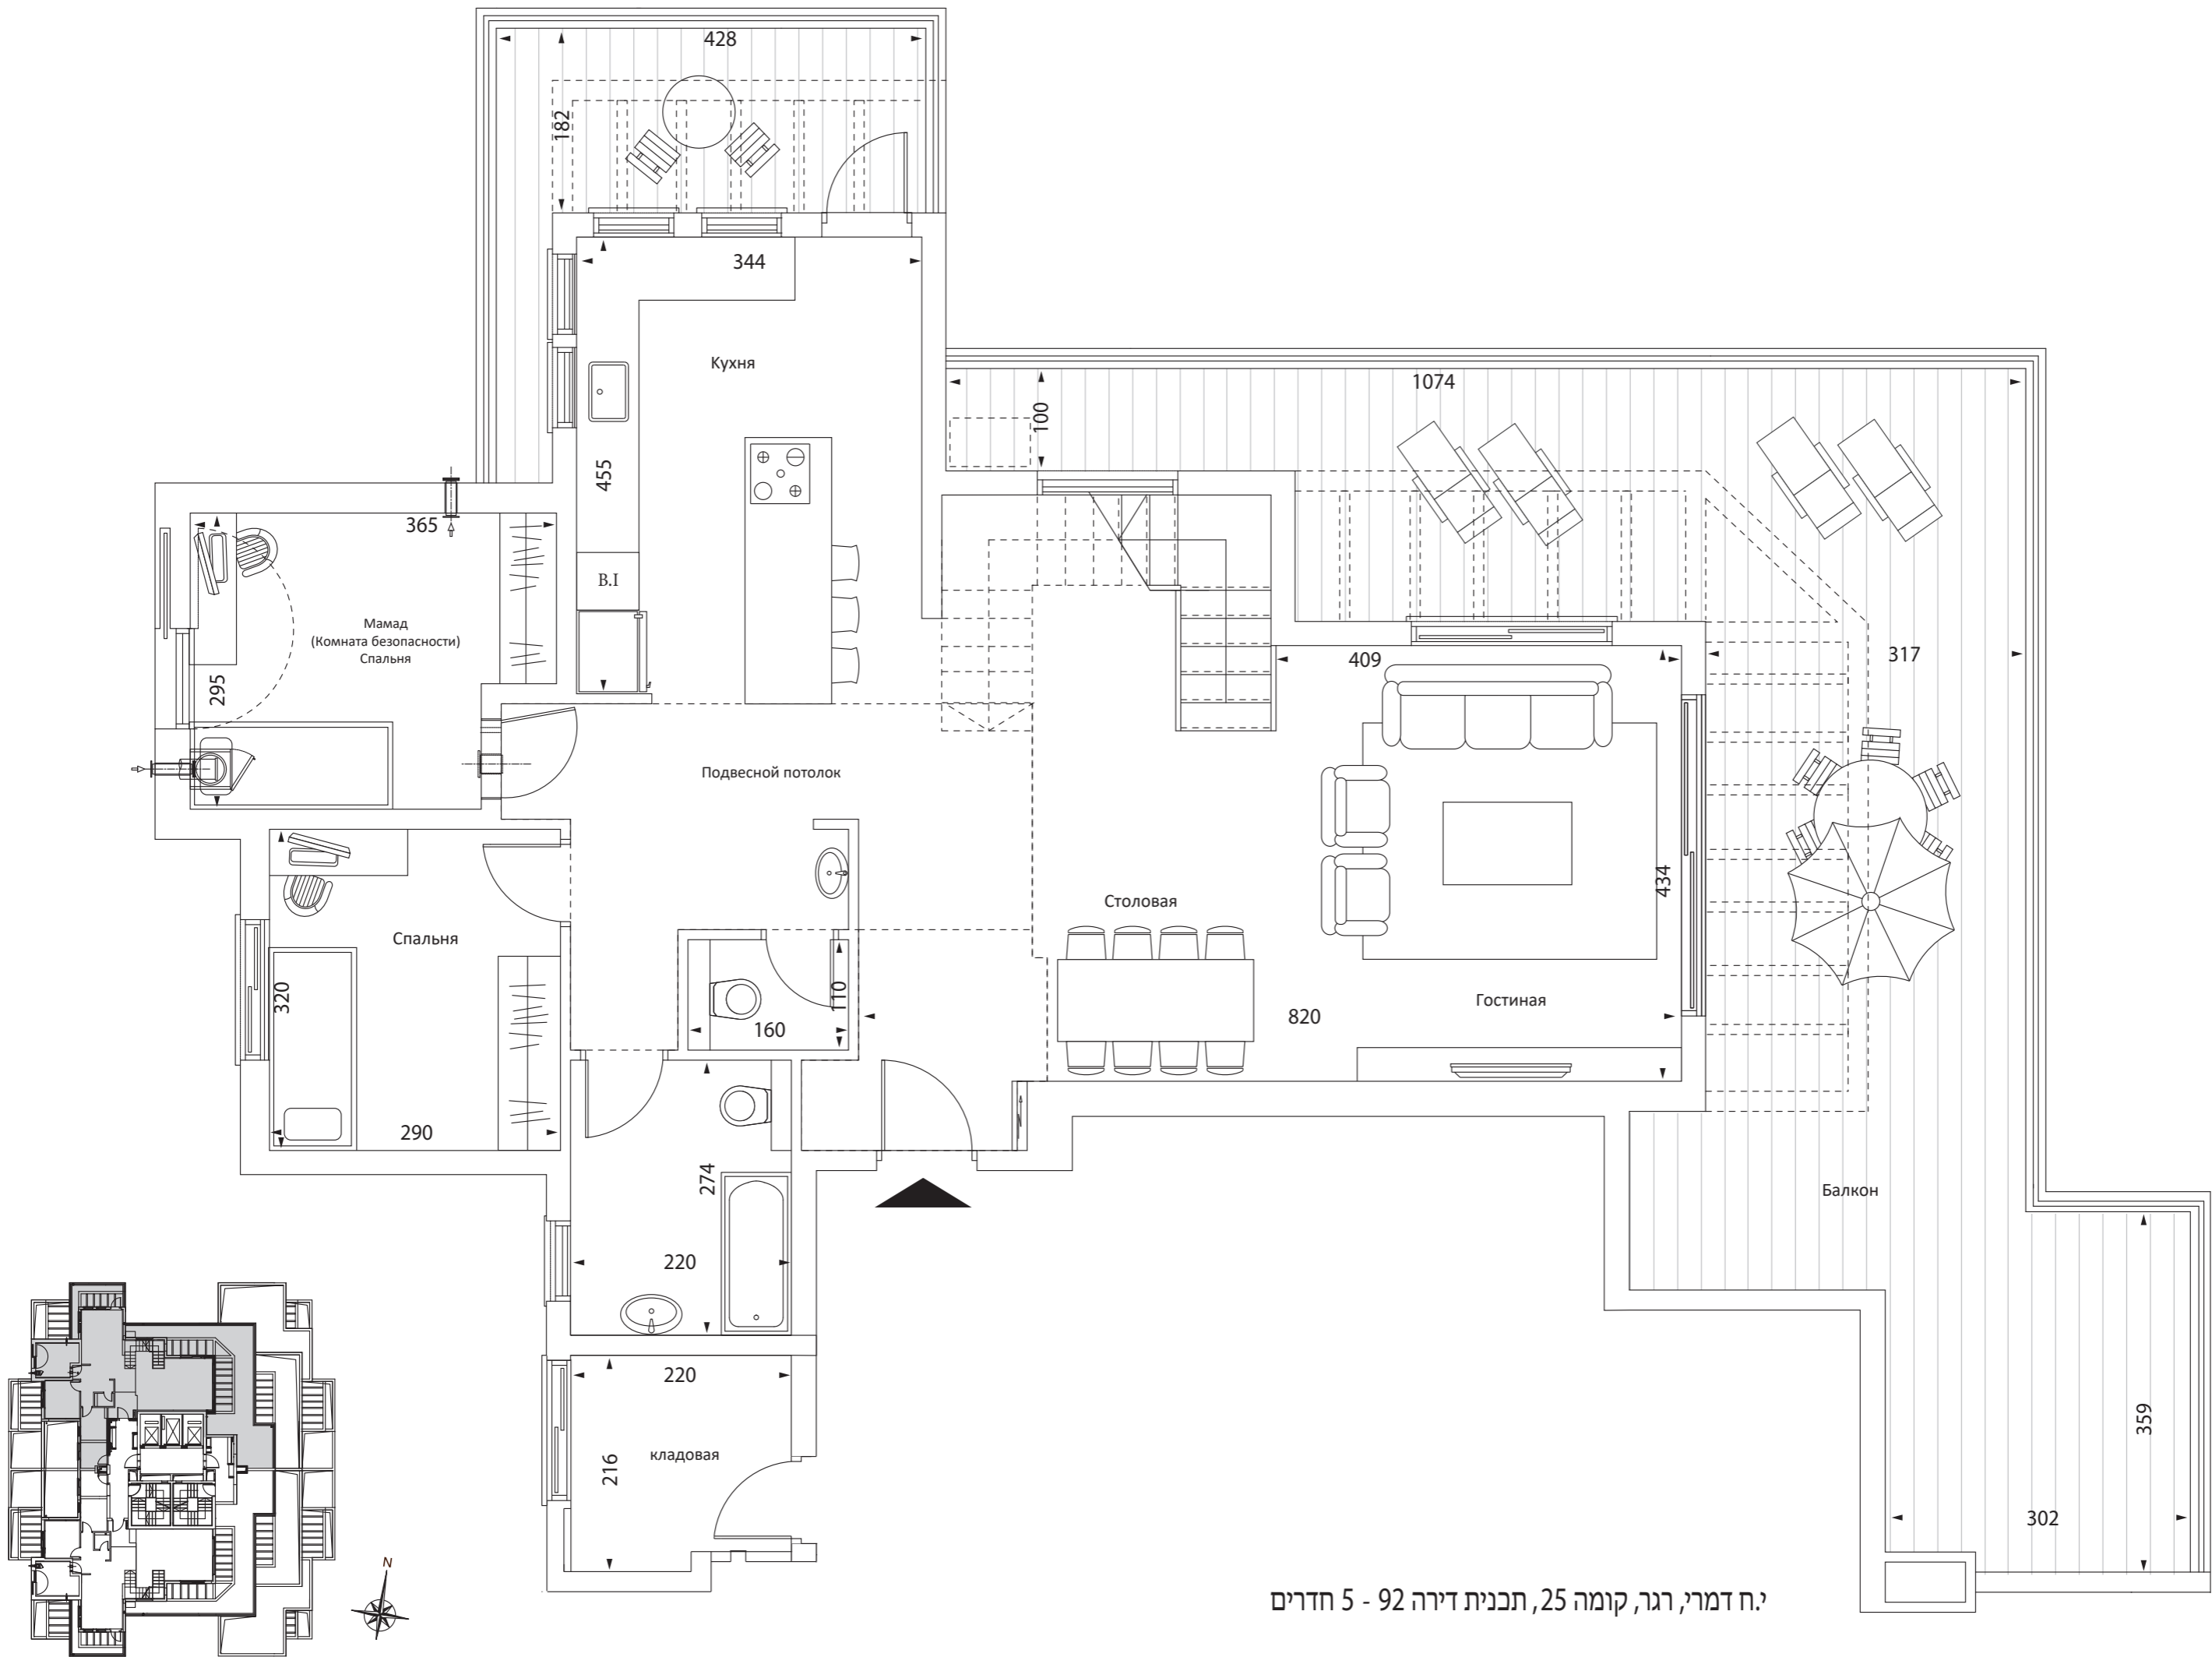 428
182
344
Кухня
1074
100
455
365
B.I
Мамад
(Комната безопасности)
Спальня
295
409
317
Подвесной потолок
434
Столовая
Спальня
320
110
160
Гостиная
820
290
274
Балкон
220
220
359
216
кладовая
302
N
י.ח דמרי, רגר, קומה 25, תכנית דירה 92 - 5 חדרים